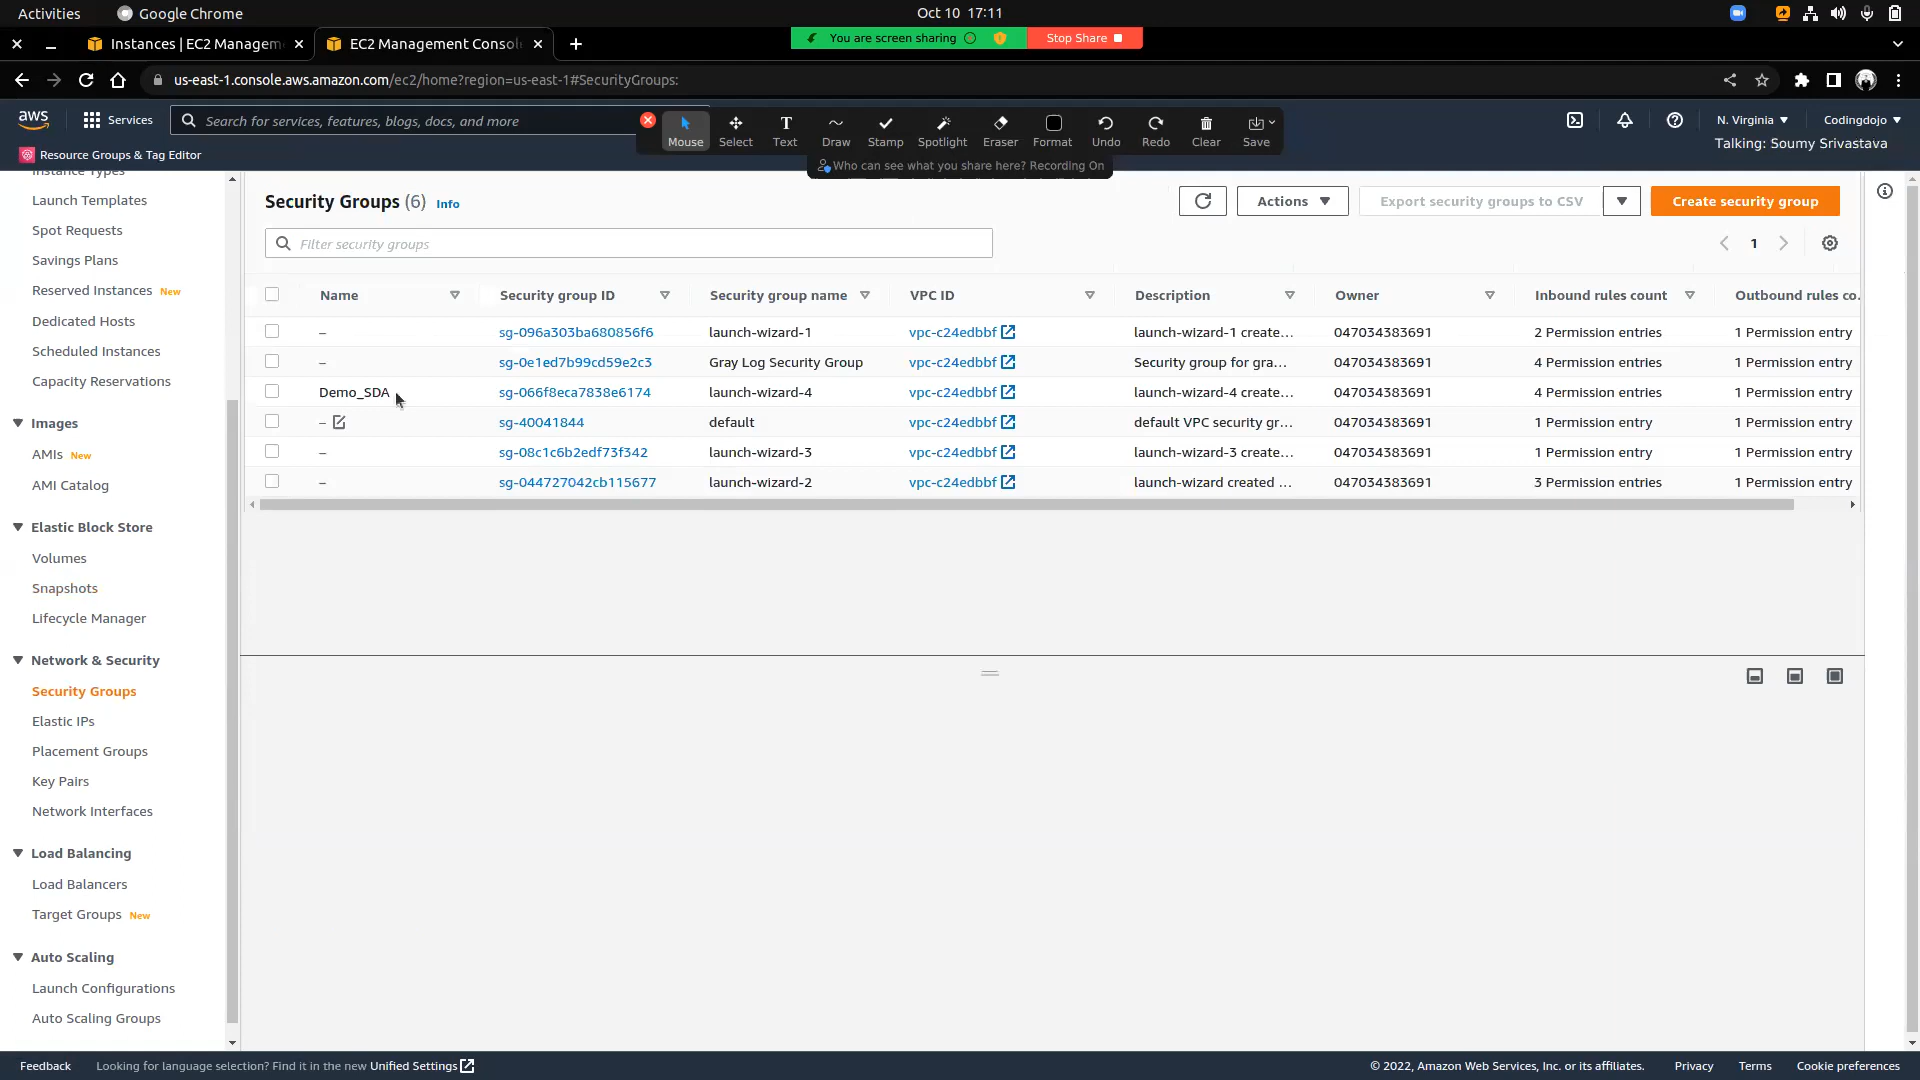 Activities
Google Chrome
Oct 10 17:11
Instances | EC2 Managem
EC2 Management Consol
You are screen sharing
Stop Share
us-east-1.console.aws.amazon.com/ec2/home?region=us-east-1#SecurityGroups:
aws
Services
Search for services, features, blogs, docs, and more
Mouse
Select
Text
Draw
Stamp
Spotlight
Eraser
Format
Undo
Redo
Clear
Save
Who can see what you share here? Recording On
N. Virginia
Codingdojo
Talking: Soumy Srivastava
Resource Groups & Tag Editor
Instance Types
Launch Templates
Spot Requests
Savings Plans
Reserved Instances New
Dedicated Hosts
Scheduled Instances
Capacity Reservations
Images
AMIs New
AMI Catalog
Elastic Block Store
Volumes
Snapshots
Lifecycle Manager
Network & Security
Security Groups
Elastic IPs
Placement Groups
Key Pairs
Network Interfaces
Load Balancing
Load Balancers
Target Groups New
Auto Scaling
Launch Configurations
Auto Scaling Groups
Security Groups (6) Info
Actions
Export security groups to CSV
Create security group
Filter security groups
1
Name Security group ID Security group name VPC ID Description Owner Inbound rules count Outbound rules co.
– sg-096a303ba680856f6 launch-wizard-1 vpc-c24edbbf launch-wizard-1 create... 047034383691 2 Permission entries 1 Permission entry
– sg-0e1ed7b99cd59e2c3 Gray Log Security Group vpc-c24edbbf Security group for gra... 047034383691 4 Permission entries 1 Permission entry
Demo_SDA sg-066f8eca7838e6174 launch-wizard-4 vpc-c24edbbf launch-wizard-4 create... 047034383691 4 Permission entries 1 Permission entry
– sg-40041844 default vpc-c24edbbf default VPC security gr... 047034383691 1 Permission entry 1 Permission entry
– sg-08c1c6b2edf73f342 launch-wizard-3 vpc-c24edbbf launch-wizard-3 create... 047034383691 1 Permission entry 1 Permission entry
– sg-044727042cb115677 launch-wizard-2 vpc-c24edbbf launch-wizard created ... 047034383691 3 Permission entries 1 Permission entry
Feedback
Looking for language selection? Find it in the new Unified Settings
© 2022, Amazon Web Services, Inc. or its affiliates.
Privacy
Terms
Cookie preferences